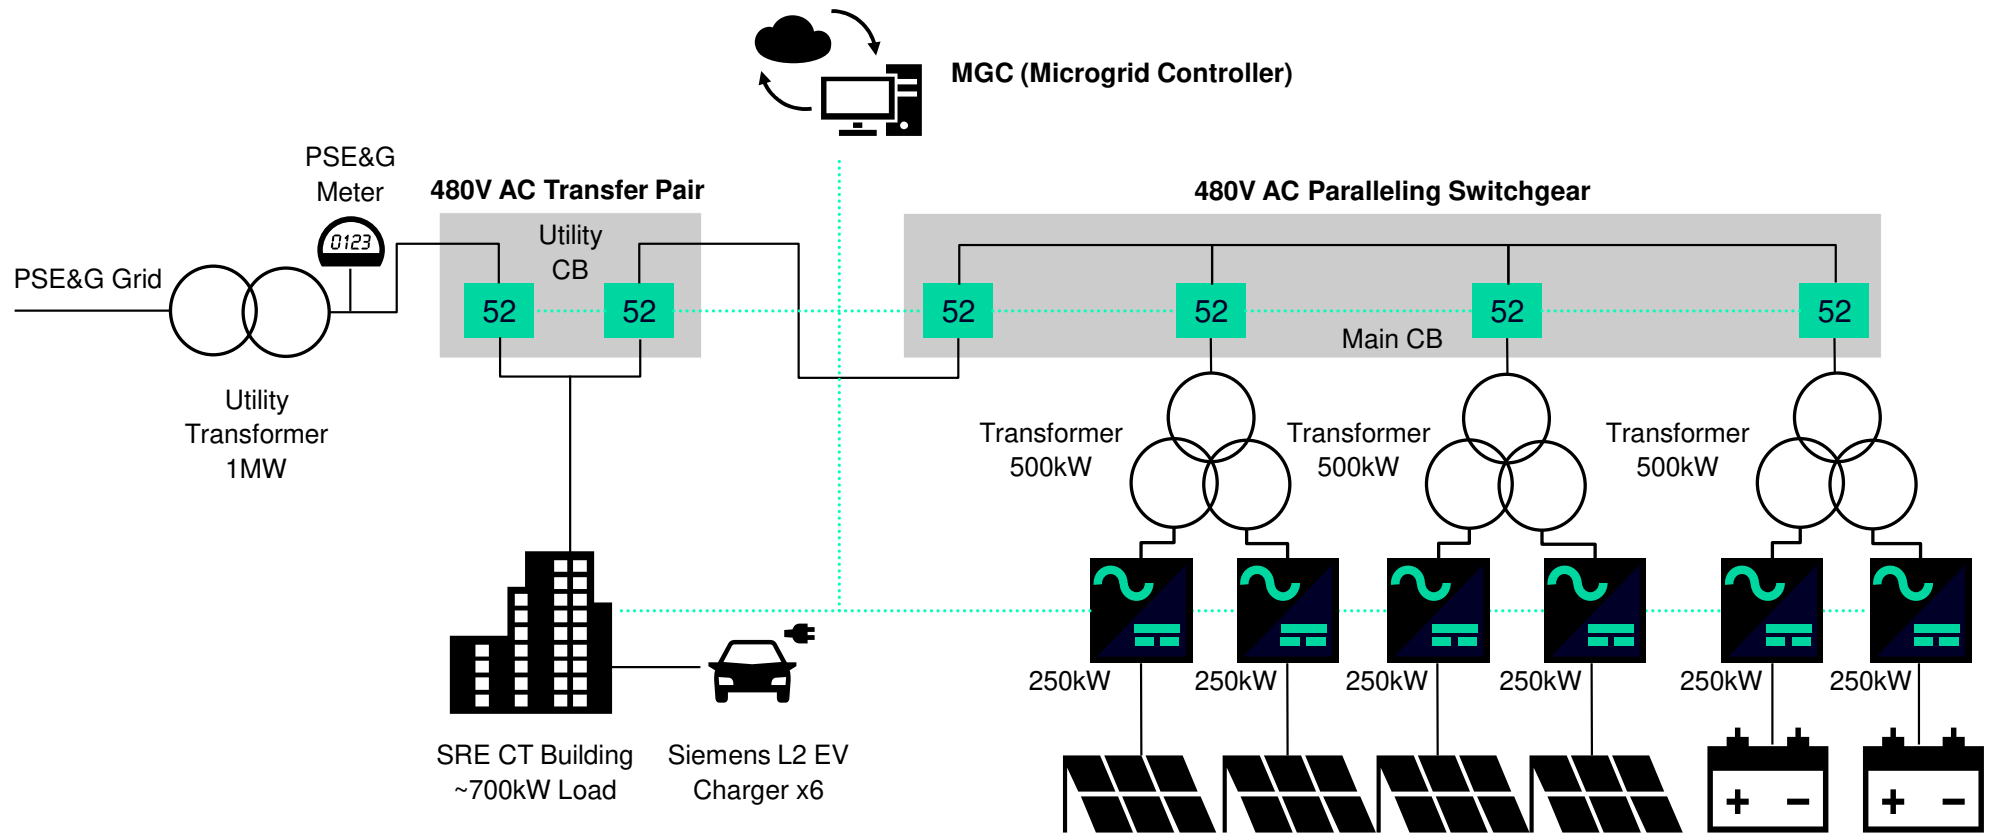 MGC (Microgrid Controller)
PSE&G
Meter
480V AC Transfer Pair
480V AC Paralleling Switchgear
0123
Utility
CB
PSE&G Grid
52
52
52
52
52
52
Main CB
Utility
Transformer
1MW
Transformer
500kW
Transformer
500kW
Transformer
500kW
250kW
250kW
250kW
250kW
250kW
250kW
SRE CT Building
~700kW Load
Siemens L2 EV
Charger x6